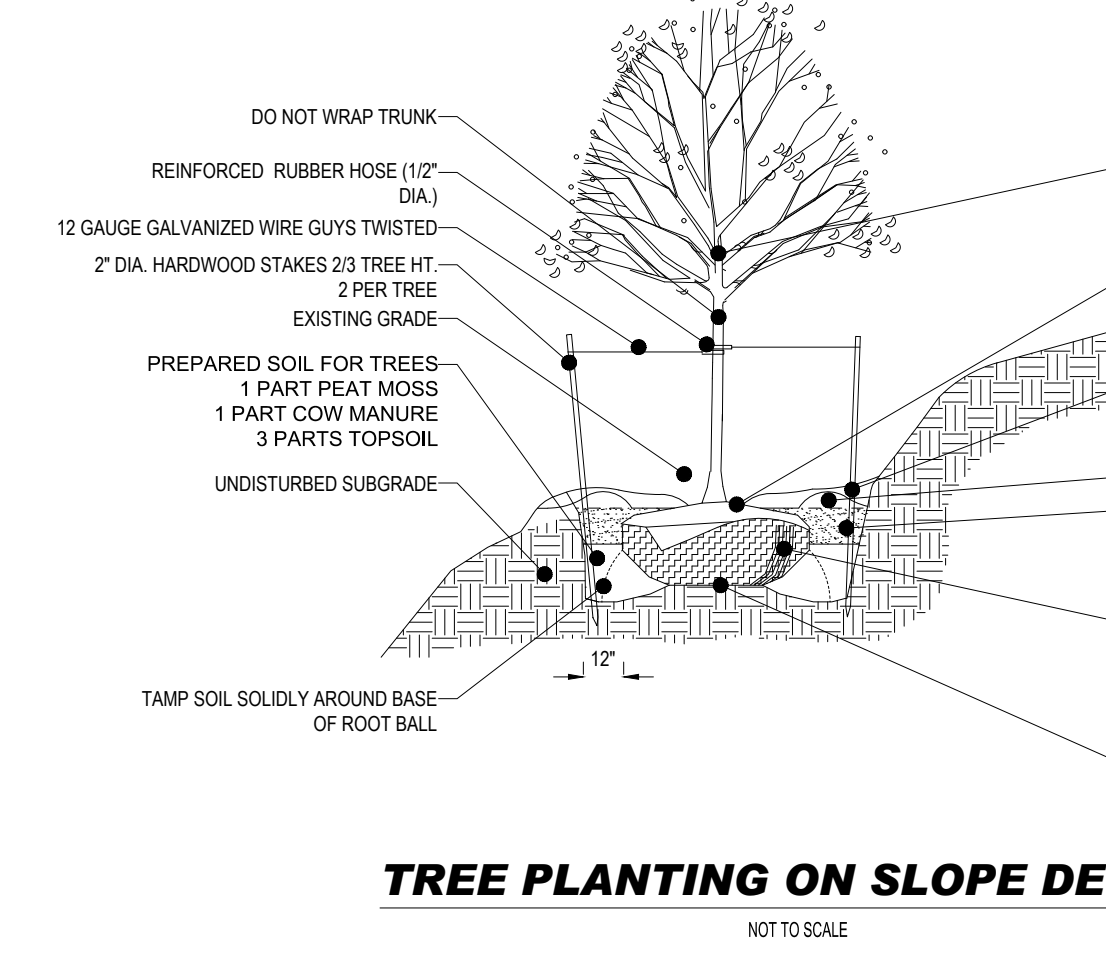 DO NOT WRAP TRUNK
REINFORCED RUBBER HOSE (1/2"
DIA.)
12 GAUGE GALVANIZED WIRE GUYS TWISTED
2" DIA. HARDWOOD STAKES 2/3 TREE HT.
2 PER TREE
EXISTING GRADE
PREPARED SOIL FOR TREES
1 PART PEAT MOSS
1 PART COW MANURE
3 PARTS TOPSOIL
UNDISTURBED SUBGRADE
12"
TAMP SOIL SOLIDLY AROUND BASE
OF ROOT BALL
TREE PLANTING ON SLOPE DE
NOT TO SCALE